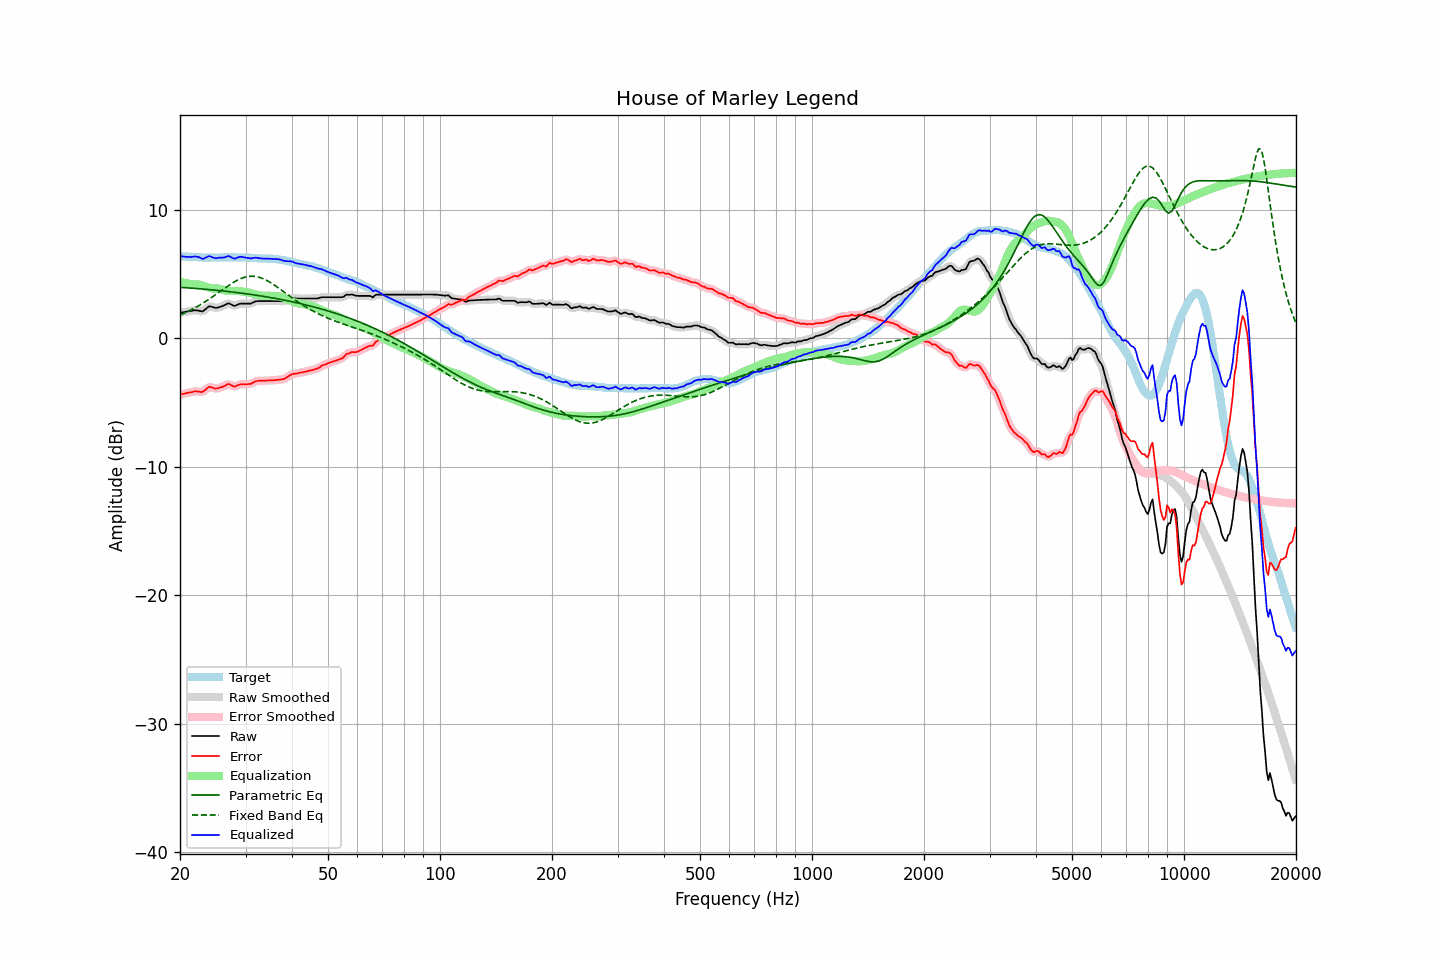 House of Marley Legend
Amplitude (dBr)
10
0
−10
−20
−30
−40
Target
Raw Smoothed
Error Smoothed
Raw
Error
Equalization
Parametric Eq
Fixed Band Eq
Equalized
20 50 100 200 500 1000 2000 5000 10000 20000
Frequency (Hz)